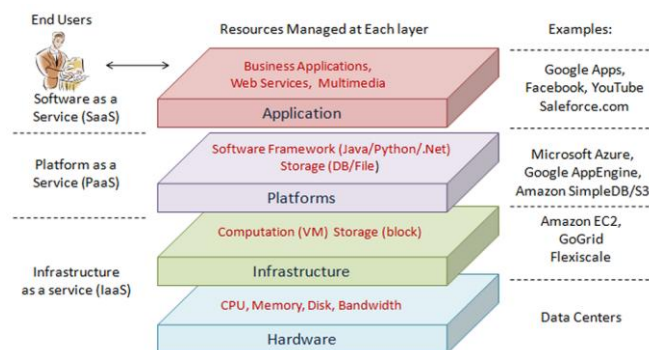 End Users
Resources Managed at Each layer
Examples:
Business Applications,
Web Services, Multimedia
Application
Software as a
Service (SaaS)
Google Apps,
Facebook, YouTube
Saleforce.com
Platform as a
Service (PaaS)
Software Framework (Java/Python/.Net)
Storage (DB/File)
Platforms
Microsoft Azure,
Google AppEngine,
Amazon SimpleDB/S3
Infrastructure
as a service (IaaS)
Computation (VM) Storage (block)
Infrastructure
Amazon EC2,
GoGrid
Flexiscale
CPU, Memory, Disk, Bandwidth
Hardware
Data Centers